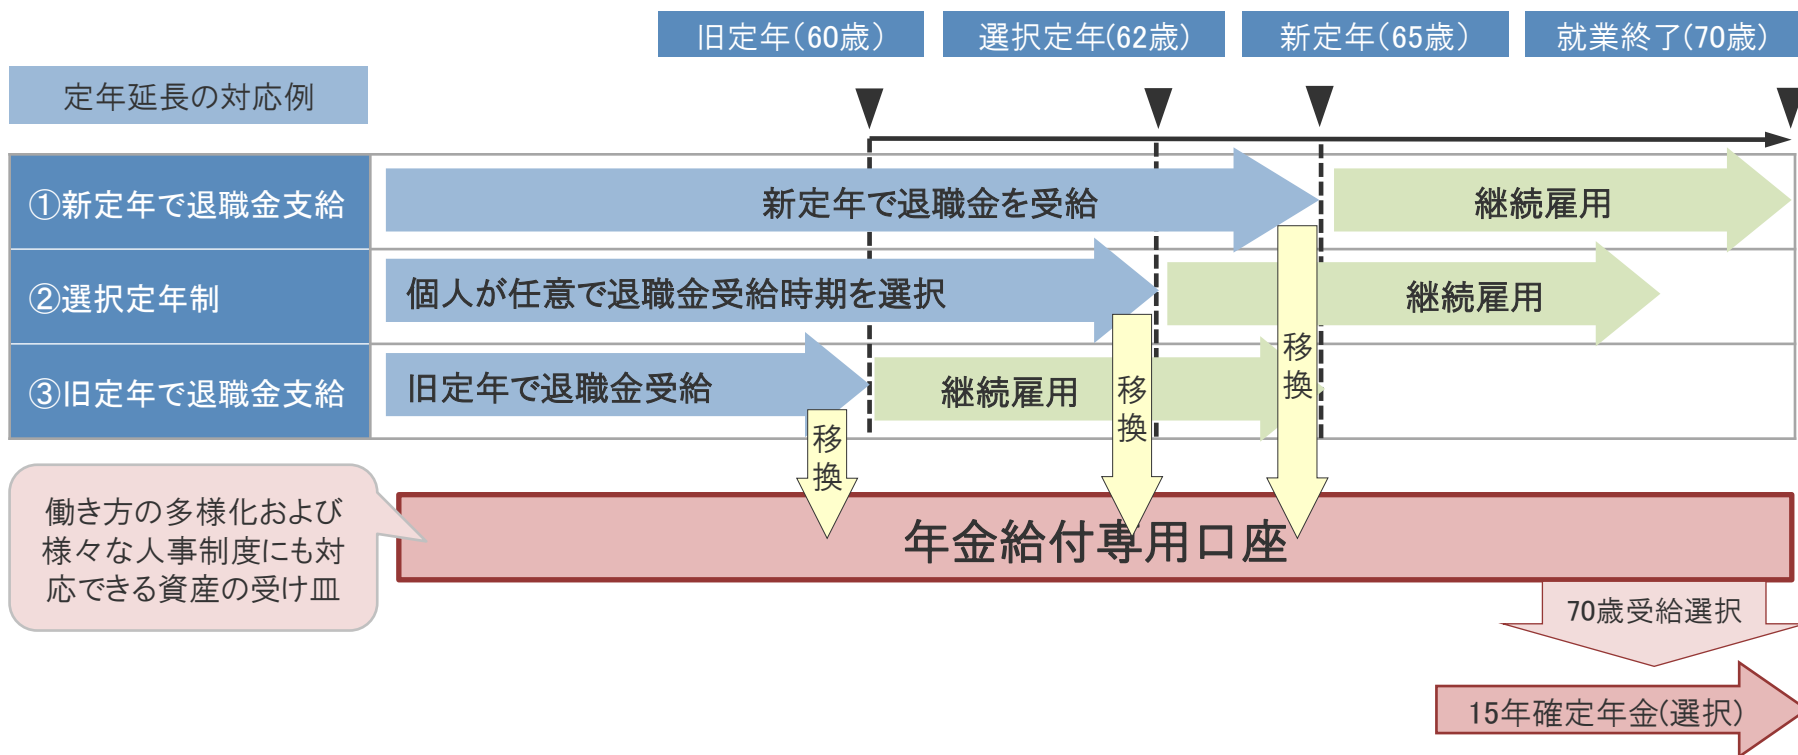 旧定年(60歳)
選択定年(62歳)
新定年(65歳)
就業終了(70歳)
定年延長の対応例
①新定年で退職金支給
新定年で退職金を受給
継続雇用
②選択定年制
個人が任意で退職金受給時期を選択
継続雇用
③旧定年で退職金支給
旧定年で退職金受給
継続雇用
移換
移換
移換
働き方の多様化および
様々な人事制度にも対
応できる資産の受け皿
年金給付専用口座
70歳受給選択
15年確定年金(選択)